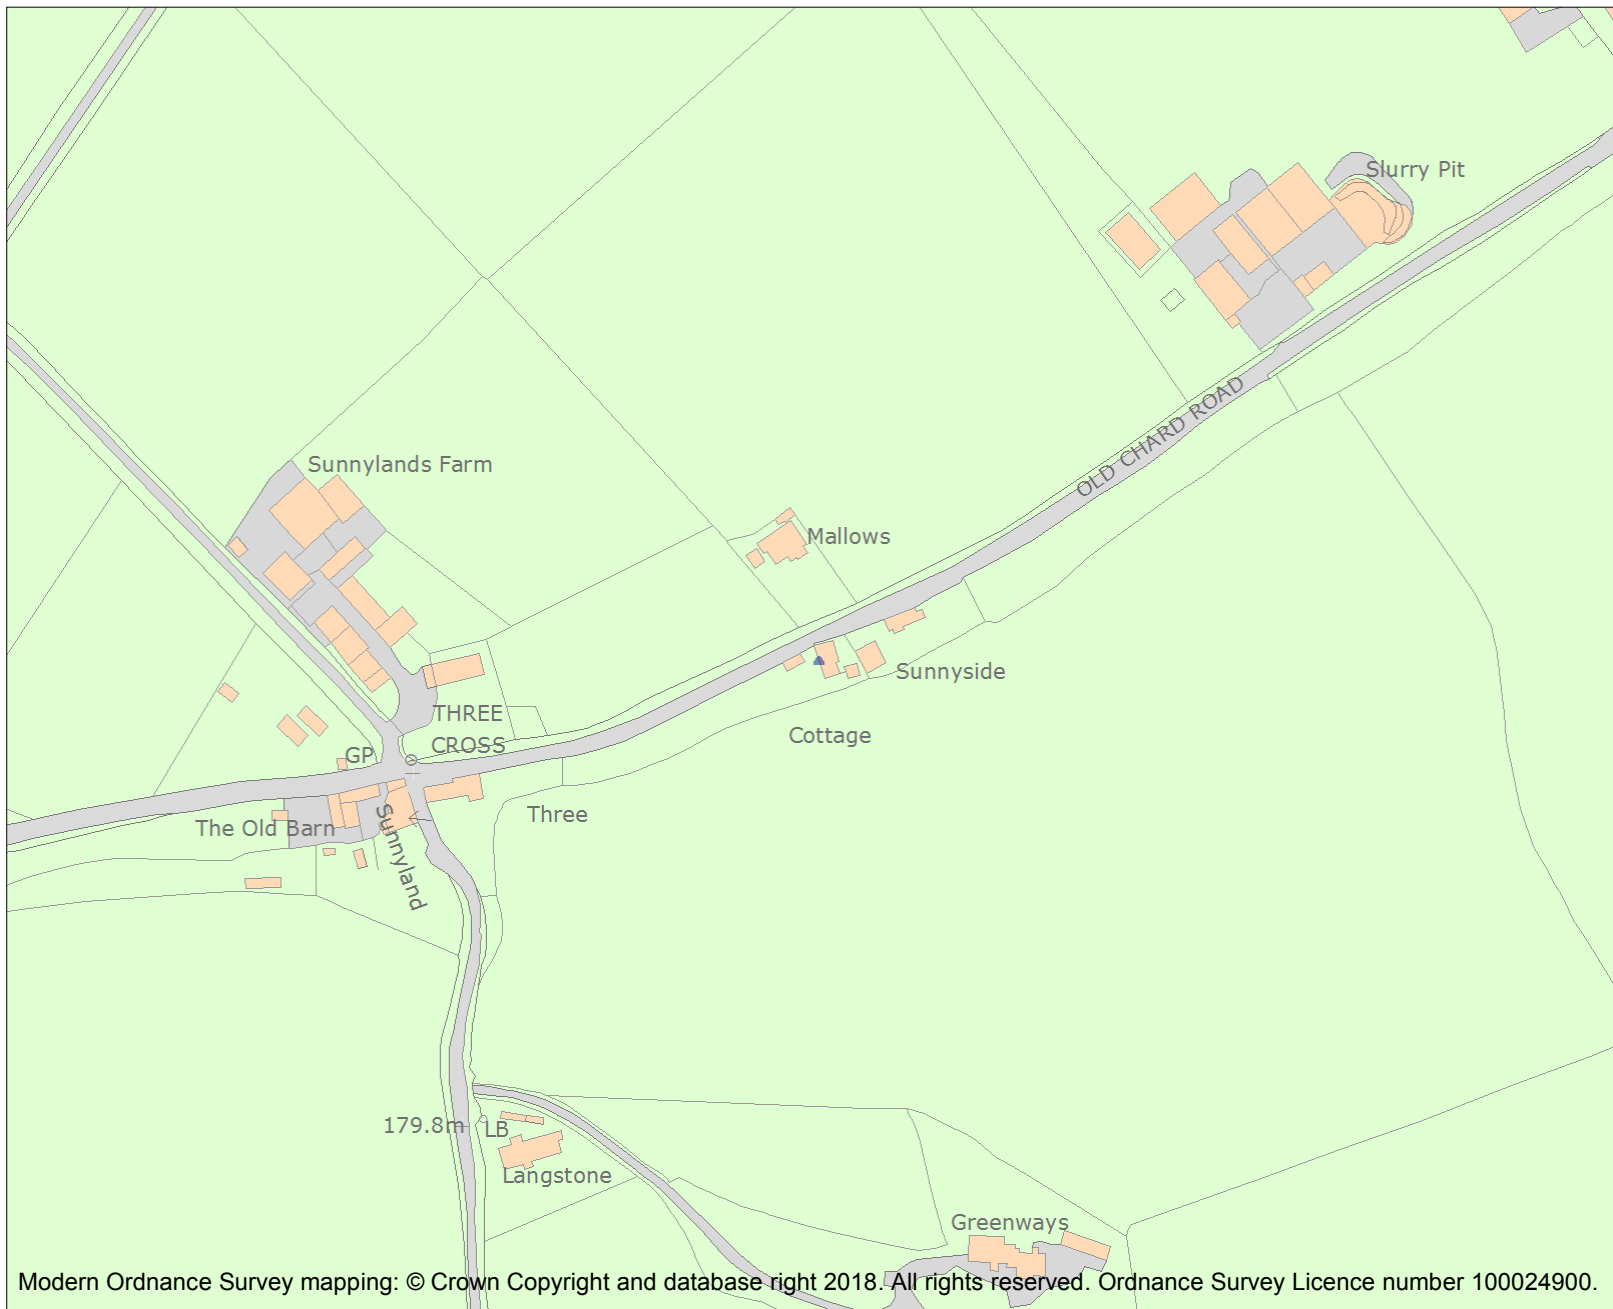 Slurry Pit
OLD CHARD ROAD
Sunnylands Farm
Mallows
Sunnyside
THREE
CROSS
Cottage
GP
Three
The Old Barn
Sunnyland
179.8m
LB
Langstone
Greenways
Modern Ordnance Survey mapping: © Crown Copyright and database right 2018. All rights reserved. Ordnance Survey Licence number 100024900.